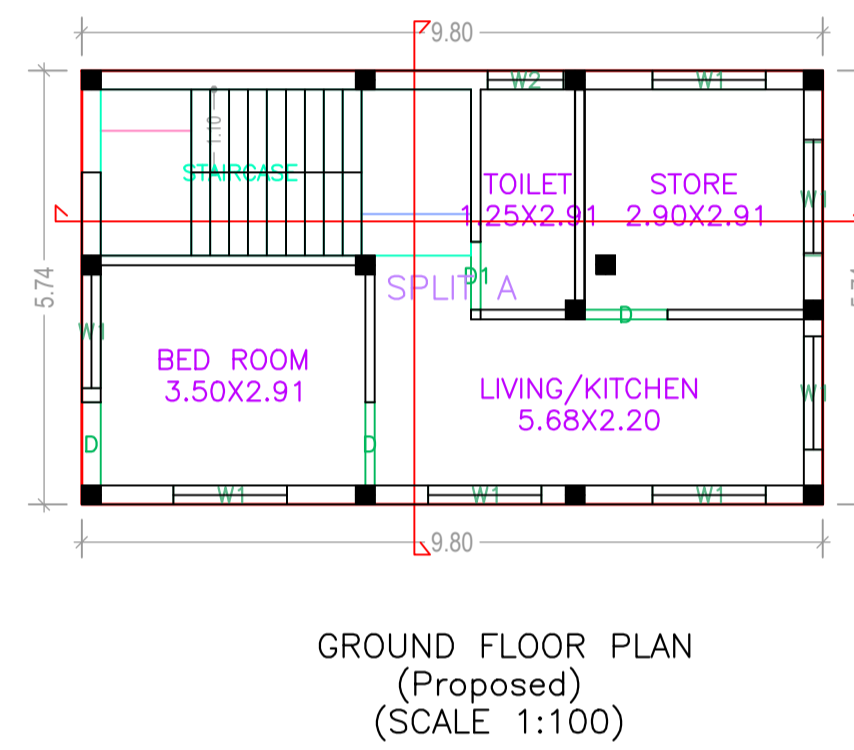 9.80
W2
W1
1.10
STAIRCASE
TOILET
1.25X2.91
STORE
2.90X2.91
W1
5.74
D1
SPLIT A
D
W1
BED ROOM
3.50X2.91
LIVING/KITCHEN
5.68X2.20
W1
D
D
W1
W1
W1
9.80
GROUND FLOOR PLAN
(Proposed)
(SCALE 1:100)